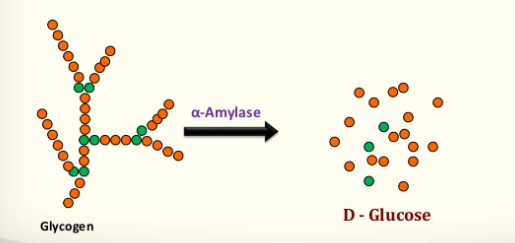 α-Amylase
Glycogen
D - Glucose